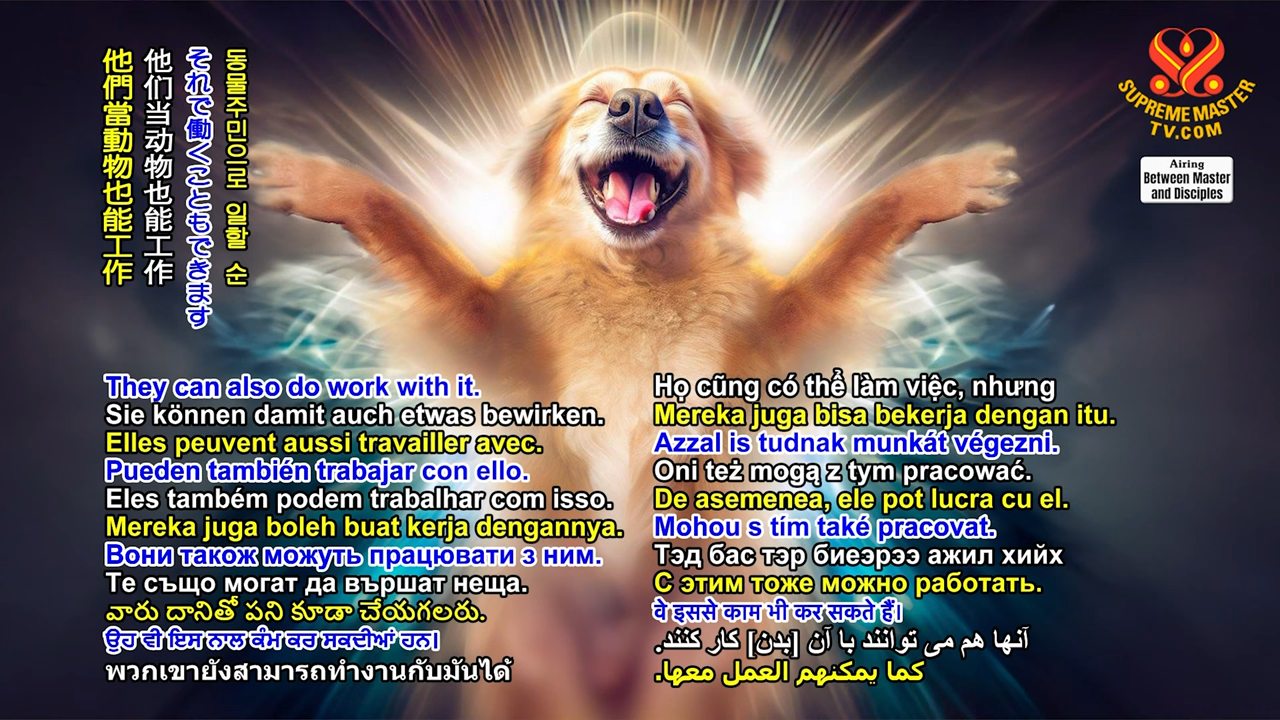 他們當動物也能工作
他们当动物也能工作
それで働くこともできます
동물주민으로 일할 순
SUPREME MASTER
TV.COM
Airing
Between Master
and Disciples
They can also do work with it.
Sie können damit auch etwas bewirken.
Elles peuvent aussi travailler avec.
Pueden también trabajar con ello.
Eles também podem trabalhar com isso.
Mereka juga boleh buat kerja dengannya.
Вони також можуть працювати з ним.
Те също могат да вършат неща.
వారు దానితో పని కూడా చేయగలరు.
ਉਹ ਵੀ ਇਸ ਨਾਲ ਕੰਮ ਕਰ ਸਕਦੀਆਂ ਹਨ।
พวกเขายังสามารถทำงานกับมันได้
Họ cũng có thể làm việc, nhưng
Mereka juga bisa bekerja dengan itu.
Azzal is tudnak munkát végezni.
Oni też mogą z tym pracować.
De asemenea, ele pot lucra cu el.
Mohou s tím také pracovat.
Тэд бас тэр биеэрээ ажил хийх
С этим тоже можно работать.
वे इससे काम भी कर सकते हैं।
آنها هم می توانند با آن [بدن] کار کنند.
كما يمكنهم العمل معها.